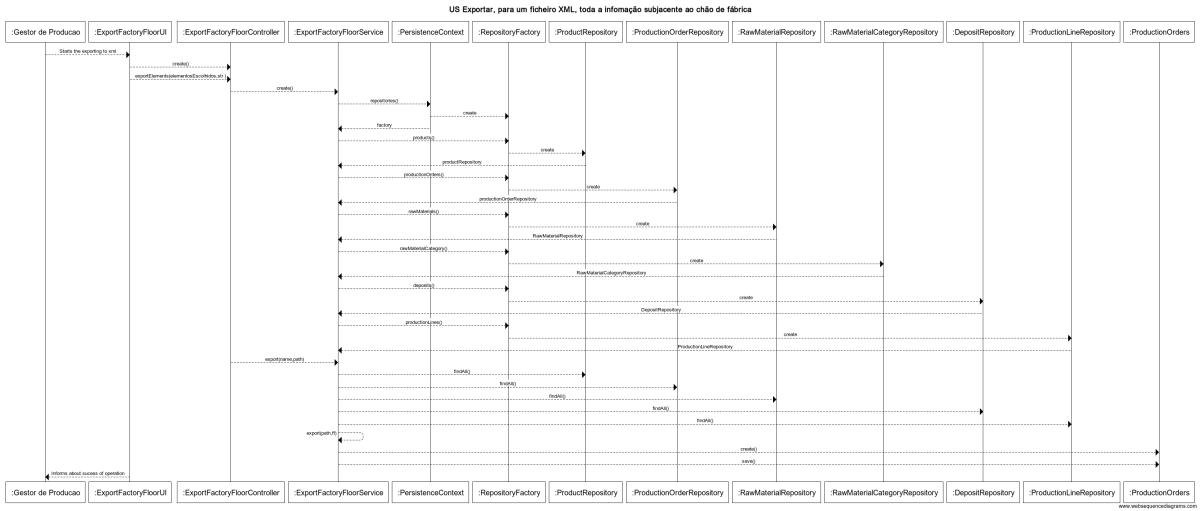 US Exportar, para um ficheiro XML, toda a infomação subjacente ao chão de fábrica
:Gestor de Producao :ExportFactoryFloorUI :ExportFactoryFloorController :ExportFactoryFloorService :PersistenceContext :RepositoryFactory :ProductRepository :ProductionOrderRepository :RawMaterialRepository :RawMaterialCategoryRepository :DepositRepository :ProductionLineRepository :ProductionOrders
Starts the exporting to xml
create()
exportElements(elementosEscolhidos,str )
create()
repositories()
create
factory
products()
create
productRepository
productionOrders()
create
productionOrderRepository
rawMaterials()
create
RawMaterialRepository
rawMaterialCategory()
create
RawMaterialCategoryRepository
deposits()
create
DepositRepository
productionLines()
create
ProductionLineRepository
export(name,path)
findAll()
findAll()
findAll()
findAll()
findAll()
export(path,ff)
create()
save()
Informs about sucess of operation
:Gestor de Producao :ExportFactoryFloorUI :ExportFactoryFloorController :ExportFactoryFloorService :PersistenceContext :RepositoryFactory :ProductRepository :ProductionOrderRepository :RawMaterialRepository :RawMaterialCategoryRepository :DepositRepository :ProductionLineRepository :ProductionOrders
www.websequencediagrams.com